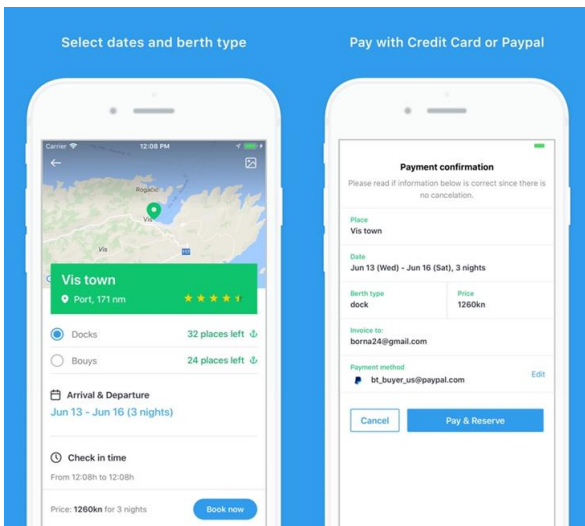 Select dates and berth type
Carrier 12:08 PM
Rogačić
Vis
Vis
Vis town
Port, 171 nm
Docks 32 places left
Bouys 24 places left
Arrival & Departure
Jun 13 - Jun 16 (3 nights)
Check in time
From 12:08h to 12:08h
Price: 1260kn for 3 nights Book now
Pay with Credit Card or Paypal
Payment confirmation
Please read if information below is correct since there is
no cancelation.
Place
Vis town
Date
Jun 13 (Wed) - Jun 16 (Sat), 3 nights
Berth type Price
dock 1260kn
Invoice to:
borna24@gmail.com
Payment method
bt_buyer_us@paypal.com Edit
Cancel Pay & Reserve